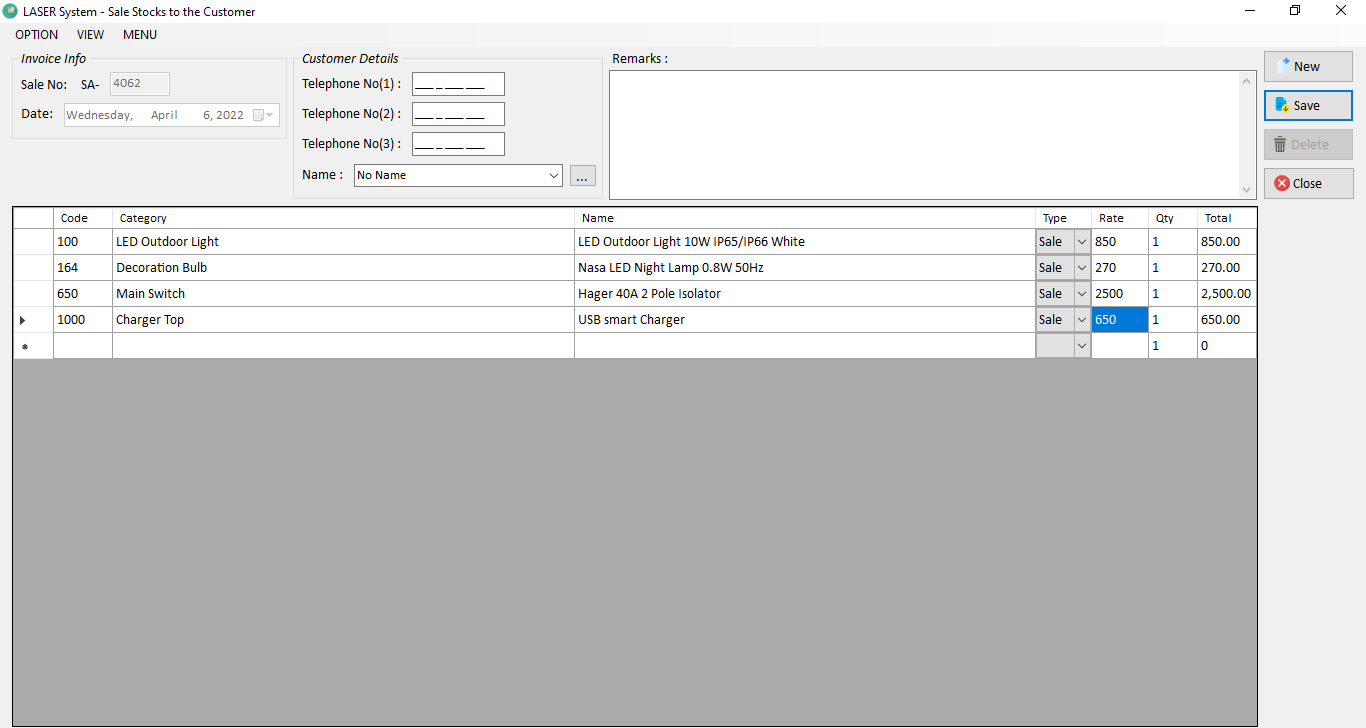 LASER System - Sale Stocks to the Customer
OPTION VIEW MENU
Invoice Info
Sale No: SA- 4062
Date: Wednesday, April 6, 2022
Customer Details
Telephone No(1) : ___ _ ___ ___
Telephone No(2) : ___ _ ___ ___
Telephone No(3) : ___ _ ___ ___
Name : No Name ...
Remarks :
New
Save
Delete
Close
Code Category Name Type Rate Qty Total
100 LED Outdoor Light LED Outdoor Light 10W IP65/IP66 White Sale 850 1 850.00
164 Decoration Bulb Nasa LED Night Lamp 0.8W 50Hz Sale 270 1 270.00
650 Main Switch Hager 40A 2 Pole Isolator Sale 2500 1 2,500.00
1000 Charger Top USB smart Charger Sale 650 1 650.00
1 0